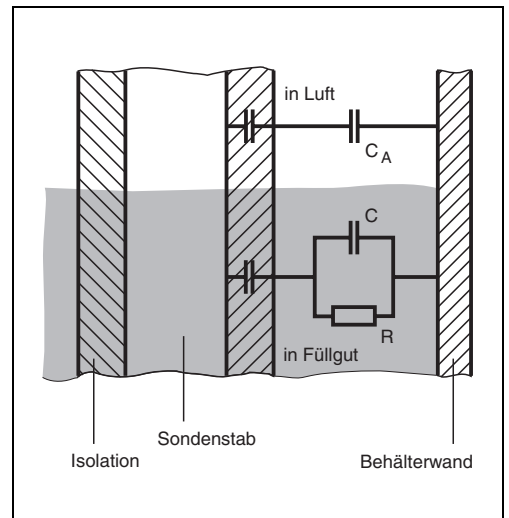 in Luft
C A
C
R
in Füllgut
Sondenstab
Isolation
Behälterwand